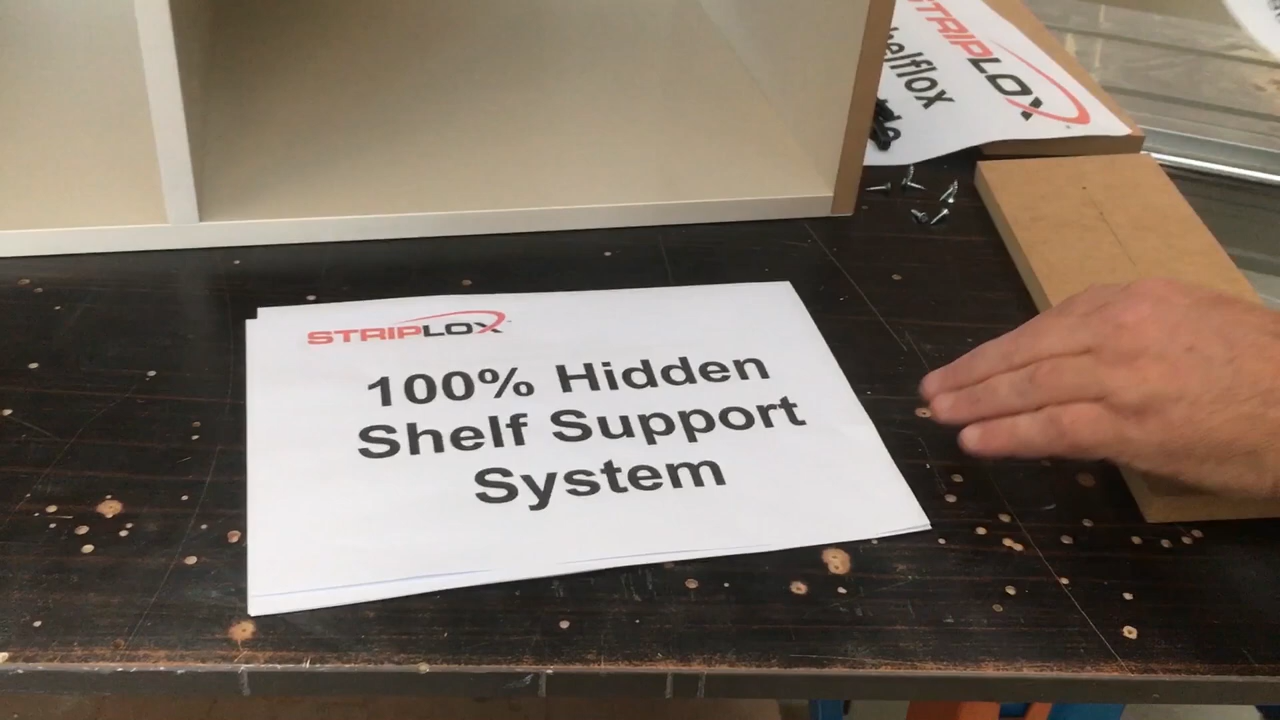 STRIPLOX
elflox
STRIPLOX
100% Hidden
Shelf Support
System